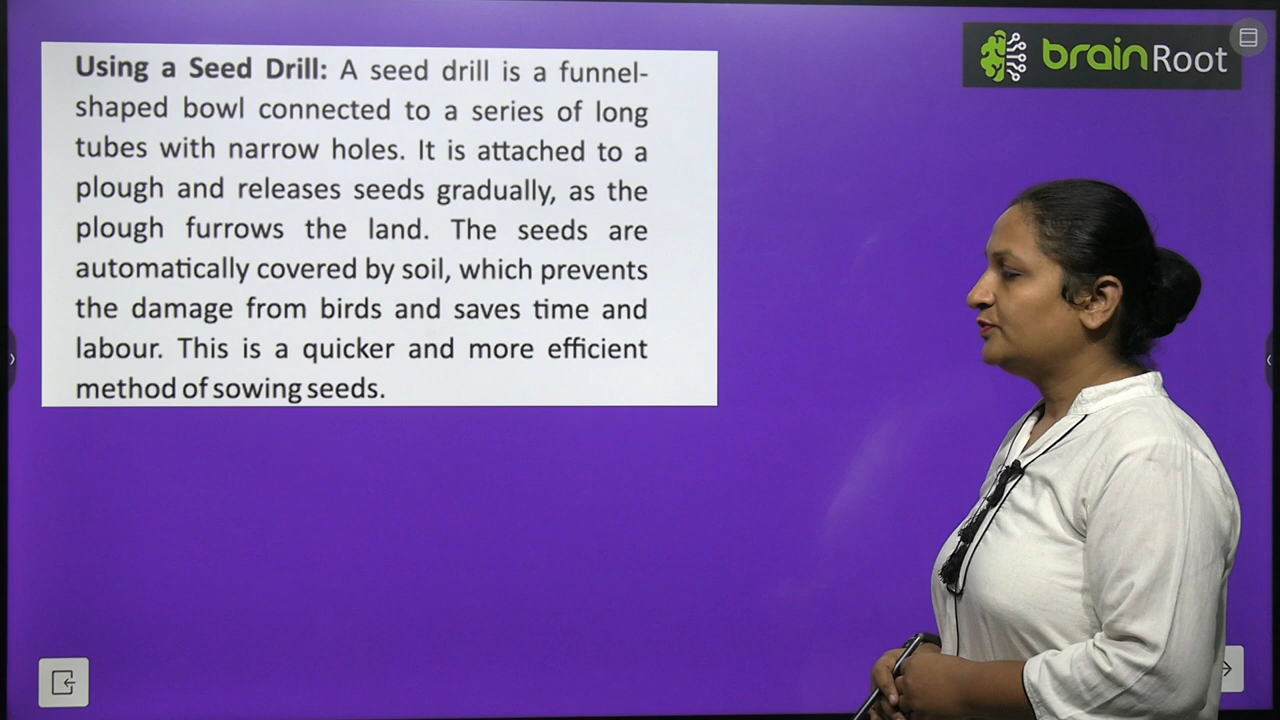 brainRoot
Using a Seed Drill: A seed drill is a funnel-
shaped bowl connected to a series of long
tubes with narrow holes. It is attached to a
plough and releases seeds gradually, as the
plough furrows the land. The seeds are
automatically covered by soil, which prevents
the damage from birds and saves time and
labour. This is a quicker and more efficient
method of sowing seeds.